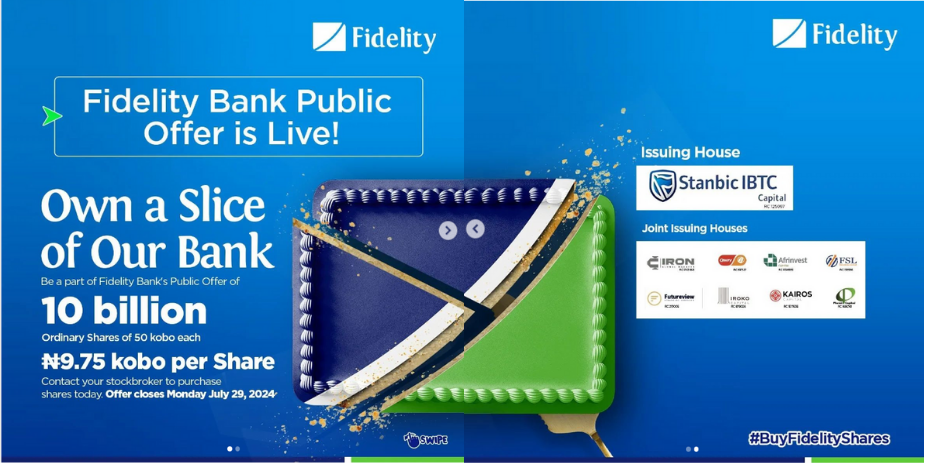 Fidelity
Fidelity Bank Public
Offer is Live!
Own a Slice
of Our Bank
Be a part of Fidelity Bank's Public Offer of
10 billion
Ordinary Shares of 50 kobo each
₦9.75 kobo per Share
Contact your stockbroker to purchase
shares today. Offer closes Monday July 29, 2024
SWIPE
Fidelity
Issuing House
Stanbic IBTC
Capital
Joint Issuing Houses
IRON
Afrinvest
FSL
Futureview
IROKO
KAIROS
#BuyFidelityShares